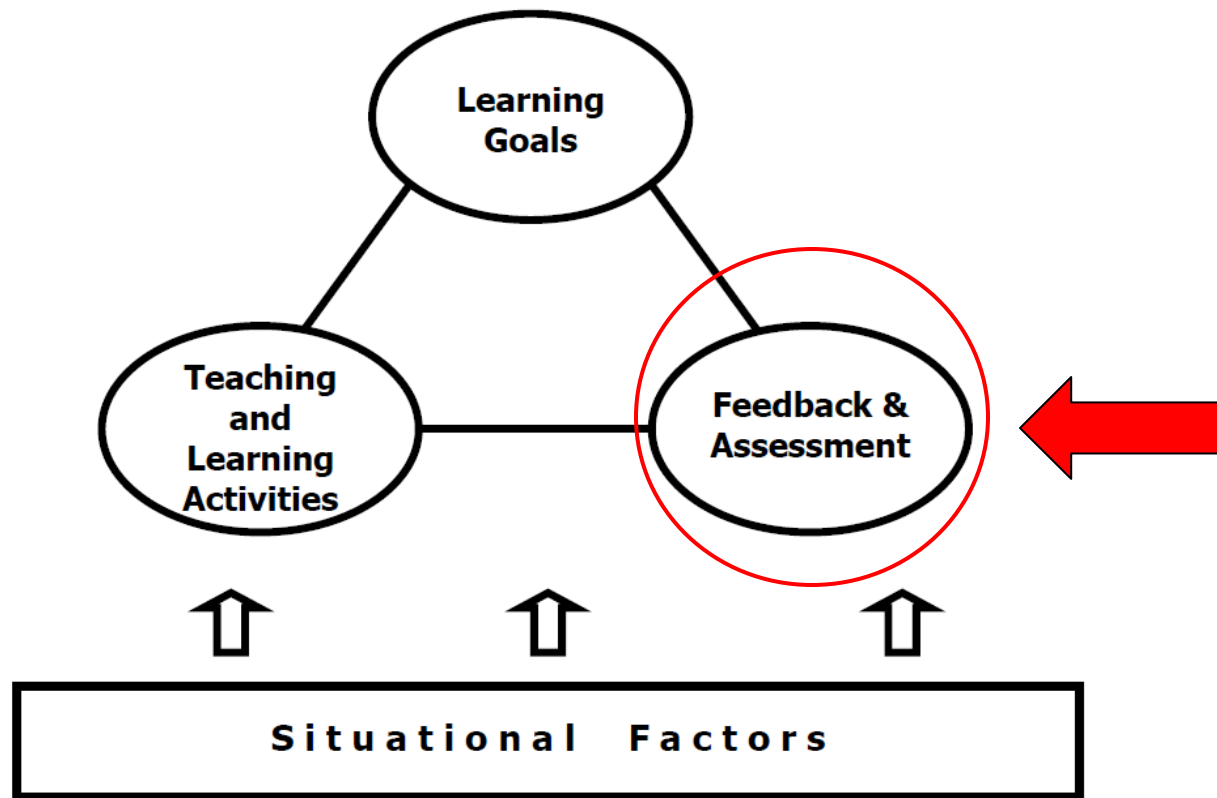 Learning
Goals
Teaching
and
Learning
Activities
Feedback &
Assessment
Situational Factors